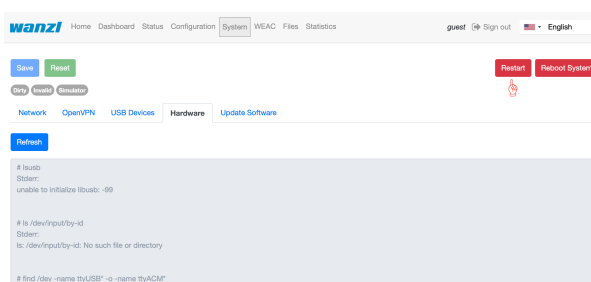 wanzl Home Dashboard Status Configuration System WEAC Files Statistics guest Sign out English
Save Reset Restart Reboot System
Dirty Invalid Simulator
Network OpenVPN USB Devices Hardware Update Software
Refresh
# lsusb
Stderr:
unable to initialize libusb: -99
# ls /dev/input/by-id
Stderr:
ls: /dev/input/by-id: No such file or directory
# find /dev -name ttyUSB* -o -name ttyACM*